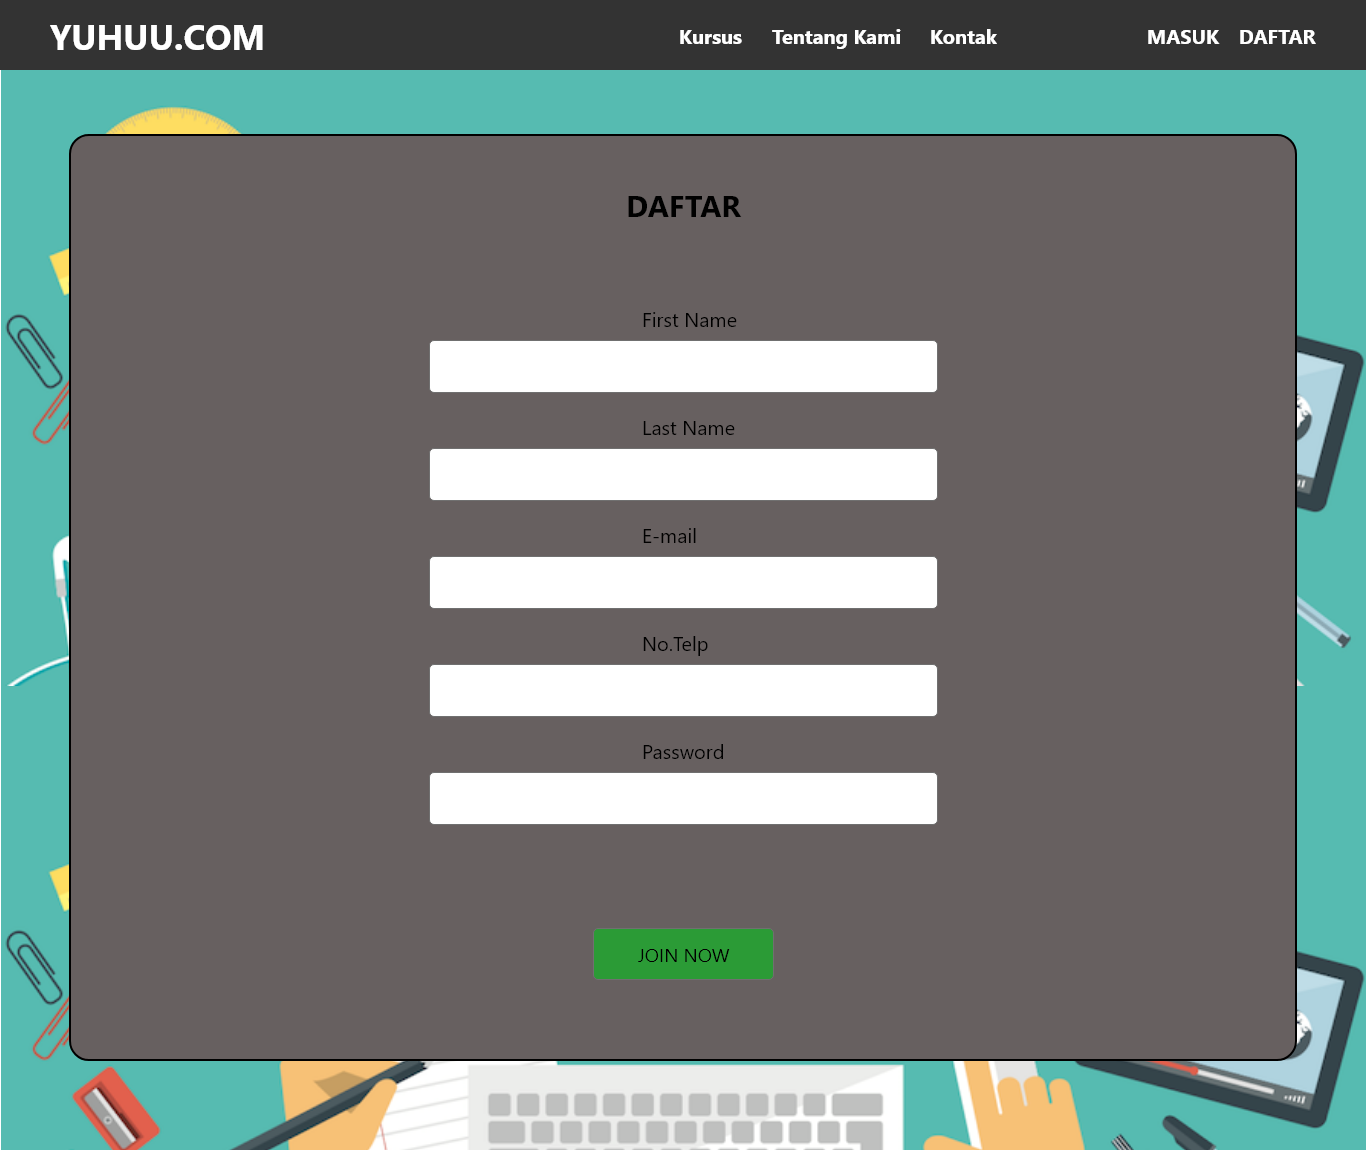 YUHUU.COM
Kursus Tentang Kami Kontak MASUK DAFTAR
DAFTAR
First Name
Last Name
E-mail
No.Telp
Password
JOIN NOW